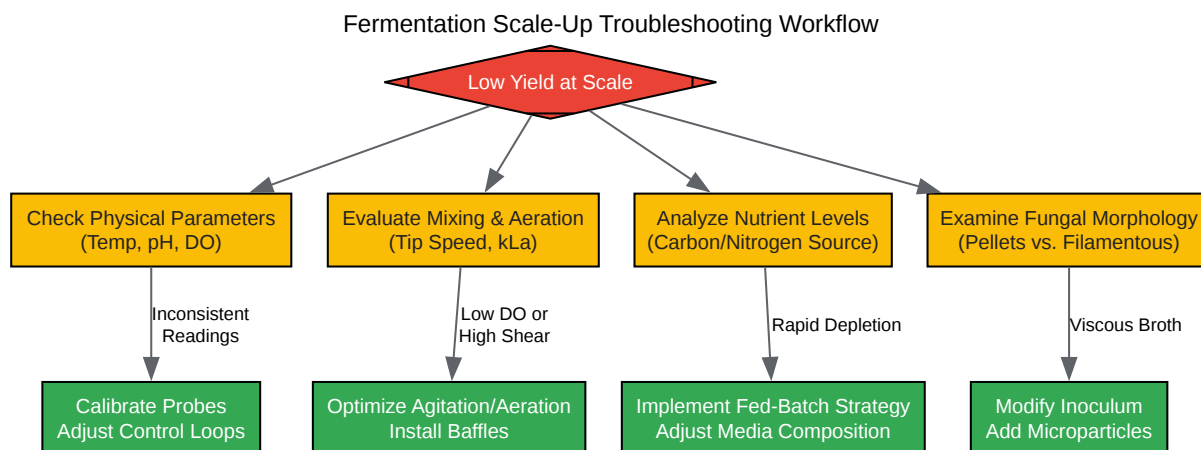 Fermentation Scale-Up Troubleshooting Workflow
Low Yield at Scale
Check Physical Parameters
(Temp, pH, DO)
Evaluate Mixing & Aeration
(Tip Speed, kLa)
Analyze Nutrient Levels
(Carbon/Nitrogen Source)
Examine Fungal Morphology
(Pellets vs. Filamentous)
Inconsistent
Readings
Low DO or
High Shear
Rapid Depletion
Viscous Broth
Calibrate Probes
Adjust Control Loops
Optimize Agitation/Aeration
Install Baffles
Implement Fed-Batch Strategy
Adjust Media Composition
Modify Inoculum
Add Microparticles